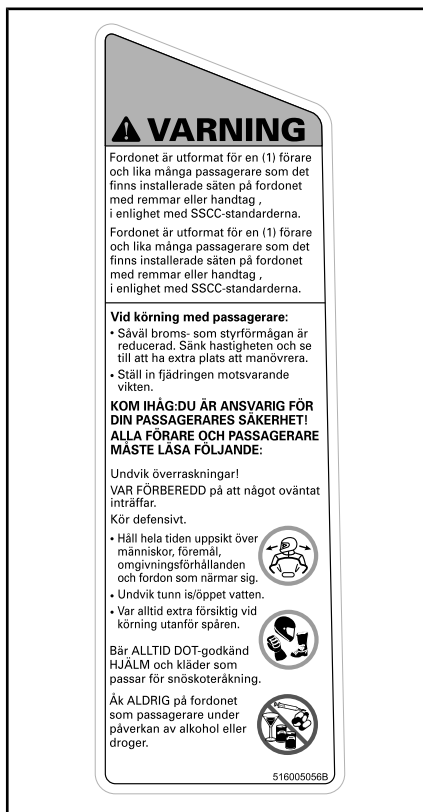 VARNING
Fordonet är utformat för en (1) förare
och lika många passagerare som det
finns installerade säten på fordonet
med remmar eller handtag ,
i enlighet med SSCC-standarderna.
Fordonet är utformat för en (1) förare
och lika många passagerare som det
finns installerade säten på fordonet
med remmar eller handtag ,
i enlighet med SSCC-standarderna.
Vid körning med passagerare:
• Såväl broms- som styrförmågan är
reducerad. Sänk hastigheten och se
till att ha extra plats att manövrera.
• Ställ in fjädringen motsvarande
vikten.
KOM IHÅG:DU ÄR ANSVARIG FÖR
DIN PASSAGERARES SÄKERHET!
ALLA FÖRARE OCH PASSAGERARE
MÅSTE LÄSA FÖLJANDE:
Undvik överraskningar!
VAR FÖRBEREDD på att något oväntat
inträffar.
Kör defensivt.
• Håll hela tiden uppsikt över
människor, föremål,
omgivningsförhållanden
och fordon som närmar sig.
• Undvik tunn is/öppet vatten.
• Var alltid extra försiktig vid
körning utanför spåren.
Bär ALLTID DOT-godkänd
HJÄLM och kläder som
passar för snöskoteråkning.
Åk ALDRIG på fordonet
som passagerare under
påverkan av alkohol eller
droger.
516005056B